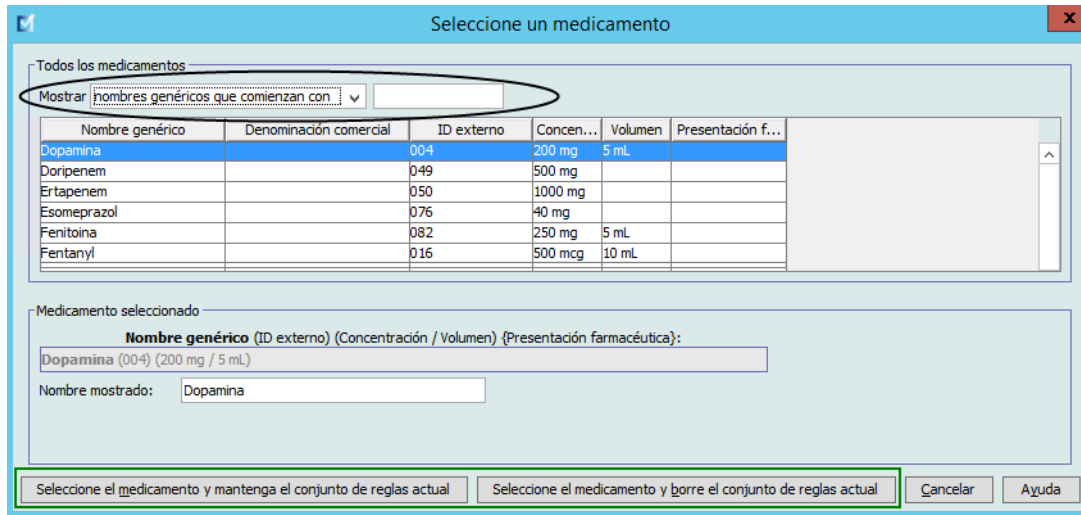 Seleccione un medicamento
x
Todos los medicamentos
Mostrar nombres genéricos que comienzan con
Nombre genérico Denominación comercial ID externo Concen... Volumen Presentación f...
Dopamina 004 200 mg 5 mL
Doripenem 049 500 mg
Ertapenem 050 1000 mg
Esomeprazol 076 40 mg
Fenitoina 082 250 mg 5 mL
Fentanyl 016 500 mcg 10 mL
Medicamento seleccionado
Nombre genérico (ID externo) (Concentración / Volumen) {Presentación farmacéutica}:
Dopamina (004) (200 mg / 5 mL)
Nombre mostrado: Dopamina
Seleccione el medicamento y mantenga el conjunto de reglas actual Seleccione el medicamento y borre el conjunto de reglas actual Cancelar Ayuda